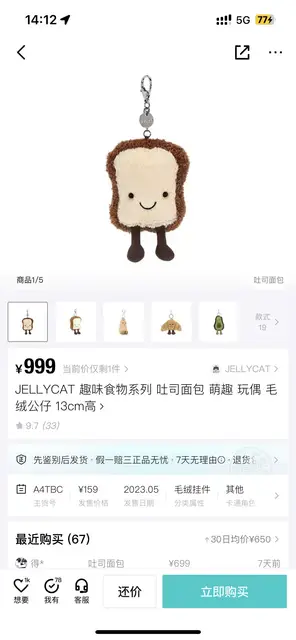 14:12
5G 77
商品1/5
吐司面包
款式
19
¥999 当前价仅剩1件
JELLYCAT
JELLYCAT 趣味食物系列 吐司面包 萌趣 玩偶 毛
绒公仔 13cm高
9.7 (33)
先鉴别后发货·假一赔三正品无忧·7天无理由·退货
A4TBC ¥159 2023.05 毛绒挂件 其他
主货号 发售价格 发售日期 分类属性 卡通角色
最近购买 (67)
↑30日均价¥650
得* 吐司面包 ¥699 7天前
1k
78
想要 我有 客服
还价
立即购买